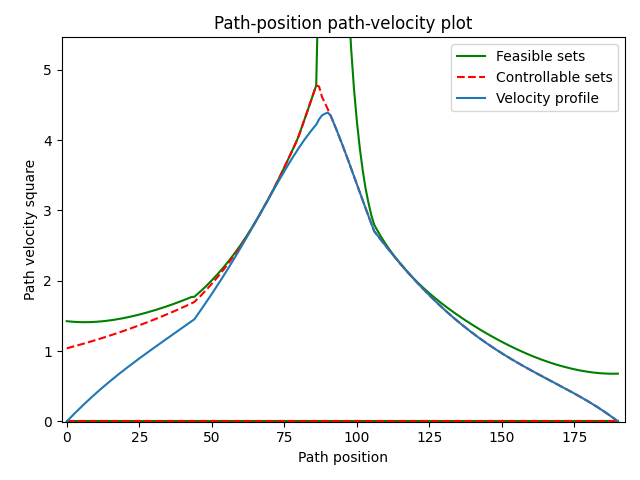 Path-position path-velocity plot
Feasible sets
Controllable sets
Velocity profile
Path velocity square
5
4
3
2
1
0
0 25 50 75 100 125 150 175
Path position